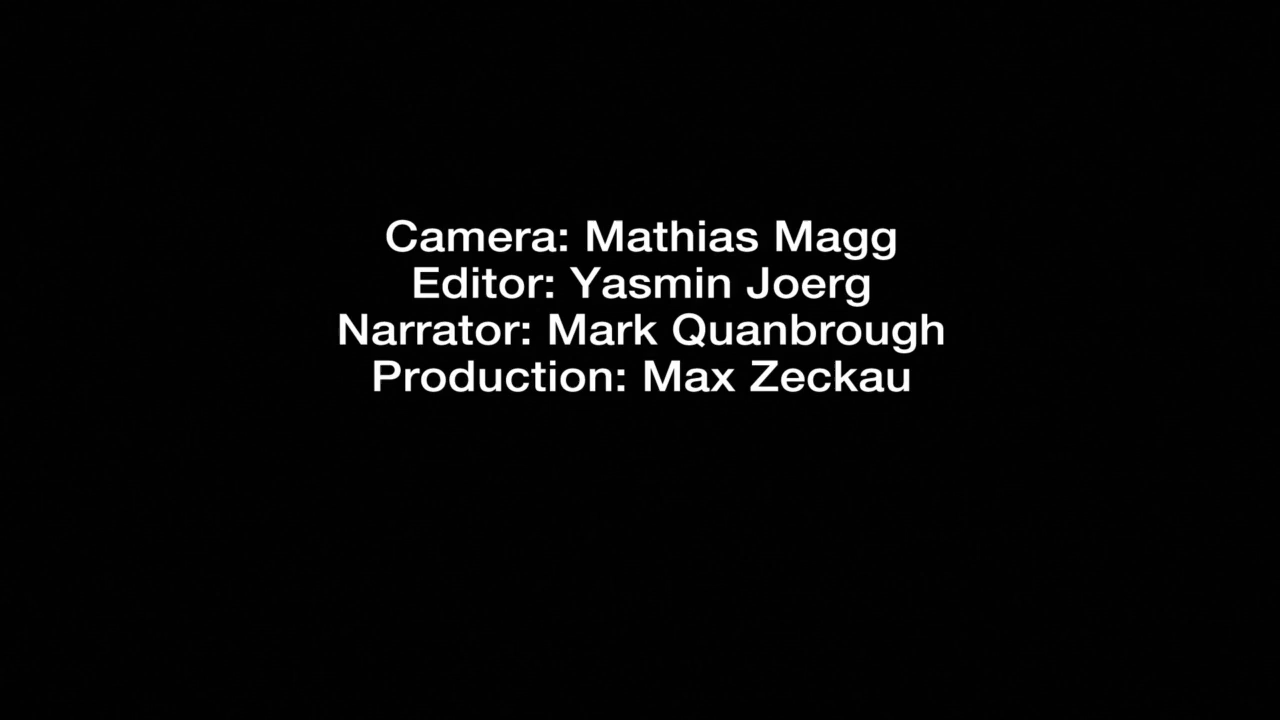 Camera: Mathias Magg
Editor: Yasmin Joerg
Narrator: Mark Quanbrough
Production: Max Zeckau